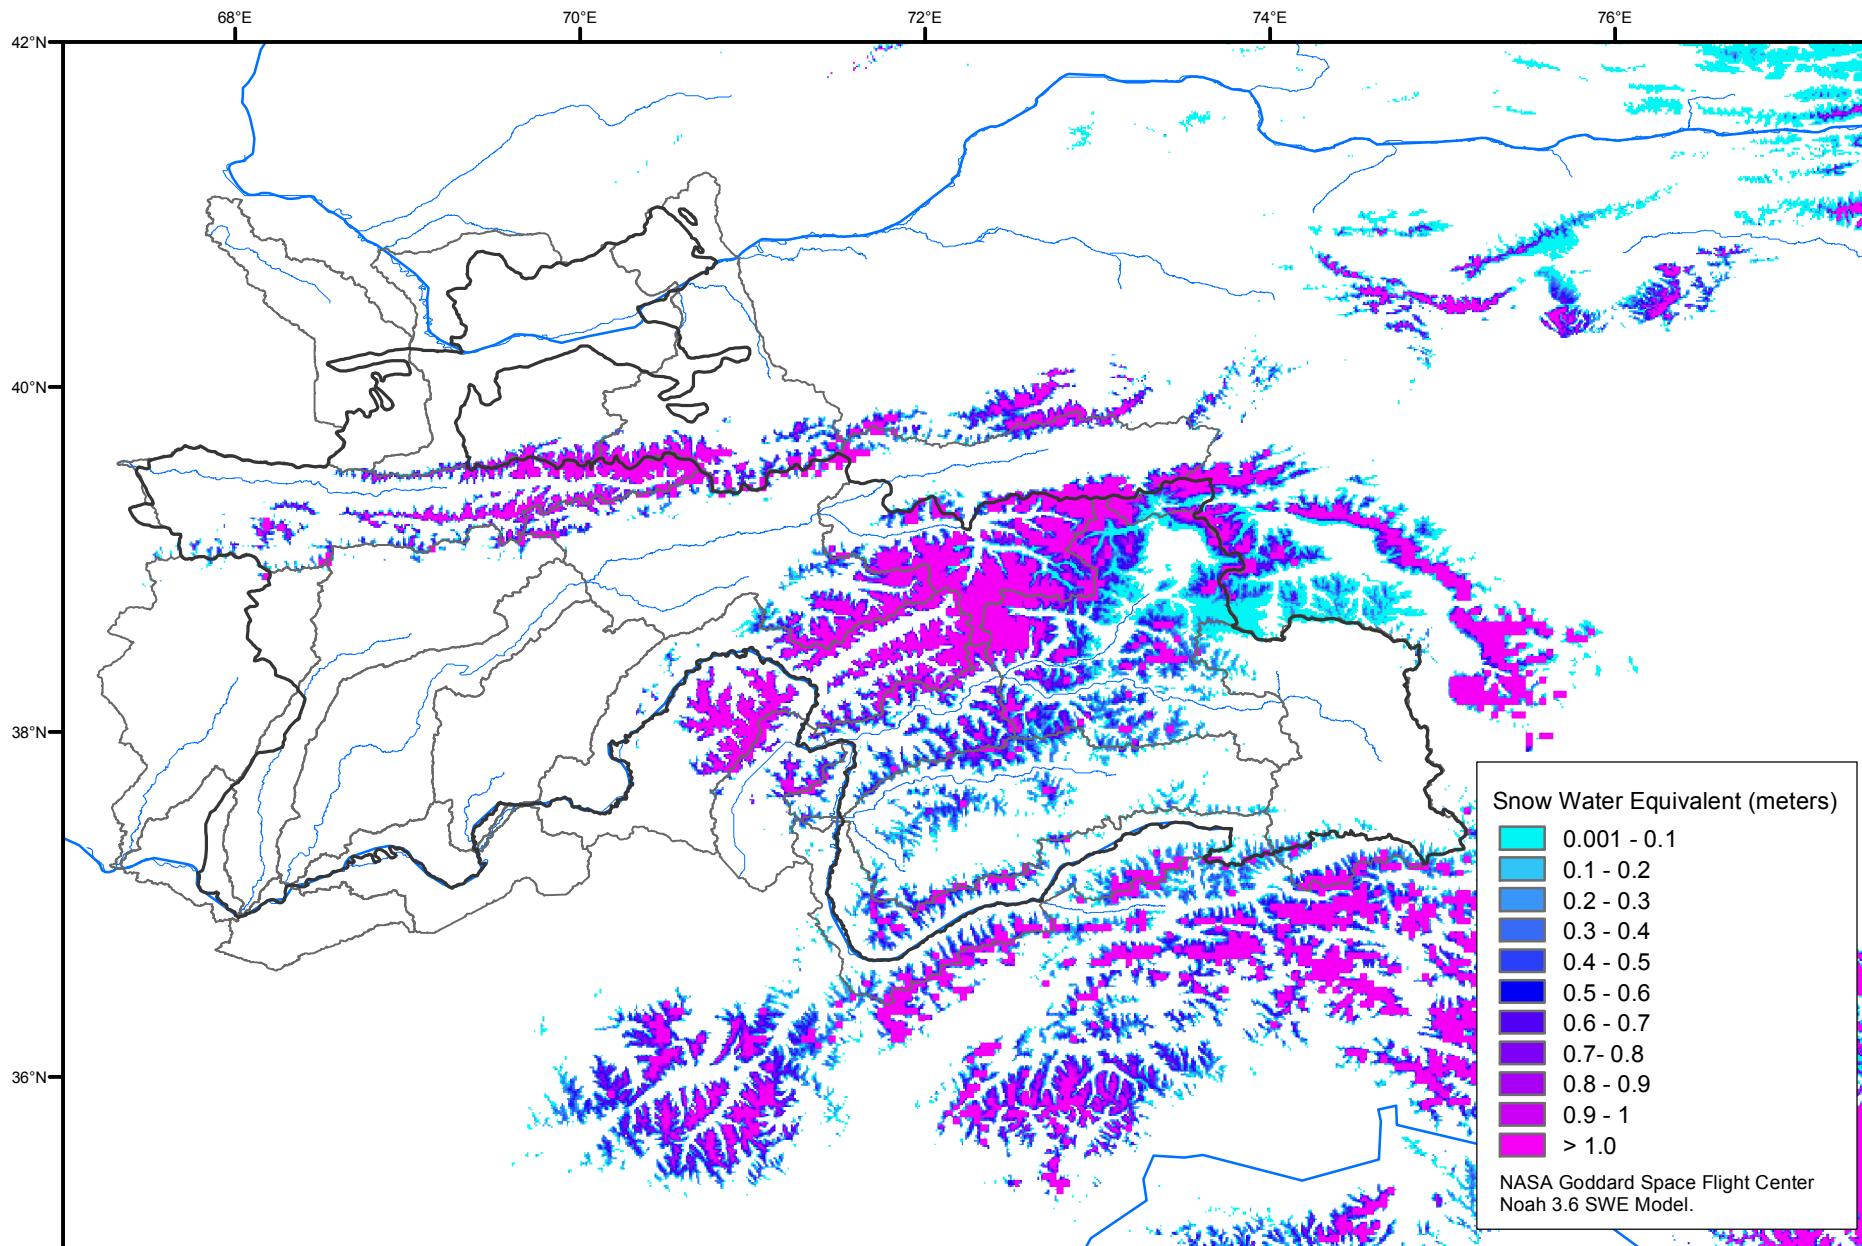 68°E 70°E 72°E 74°E 76°E
42°N
40°N
38°N
36°N
Snow Water Equivalent (meters)
0.001 - 0.1
0.1 - 0.2
0.2 - 0.3
0.3 - 0.4
0.4 - 0.5
0.5 - 0.6
0.6 - 0.7
0.7- 0.8
0.8 - 0.9
0.9 - 1
> 1.0
NASA Goddard Space Flight Center
Noah 3.6 SWE Model.